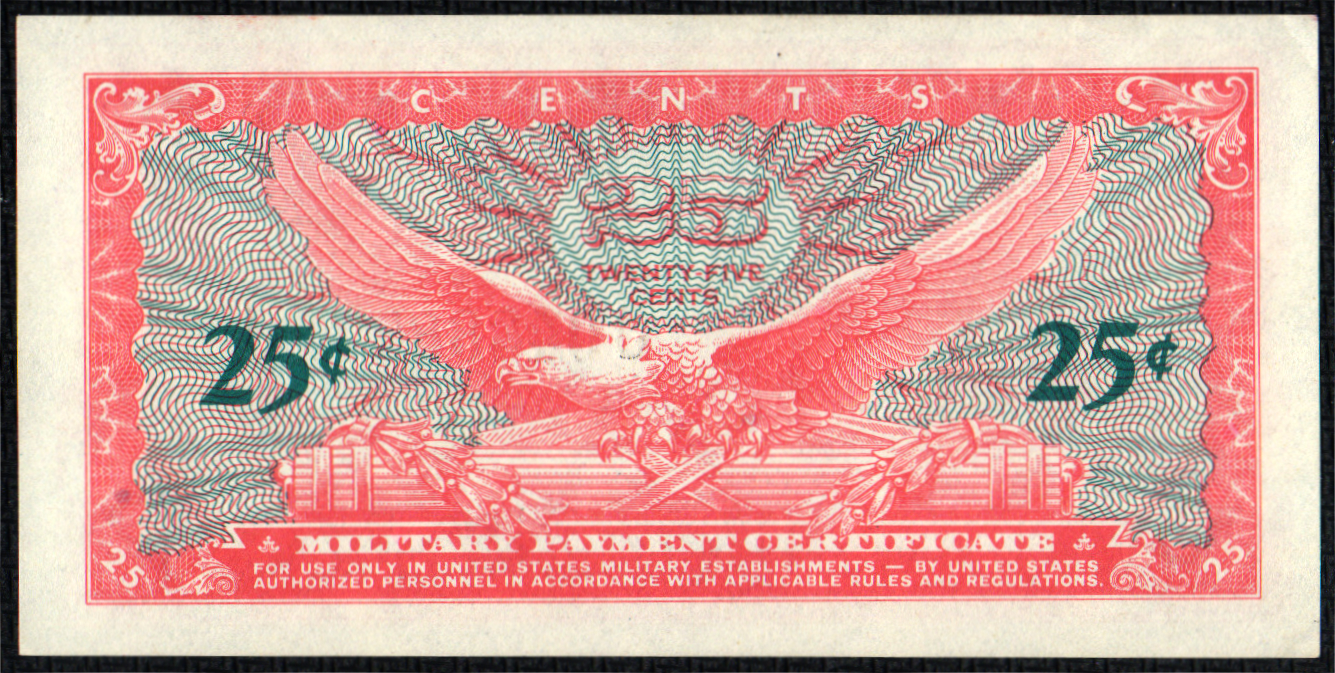 CENTS
25
TWENTY FIVE
CENTS
25¢
25¢
MILITARY PAYMENT CERTIFICATE
25
25
FOR USE ONLY IN UNITED STATES MILITARY ESTABLISHMENTS — BY UNITED STATES
AUTHORIZED PERSONNEL IN ACCORDANCE WITH APPLICABLE RULES AND REGULATIONS.